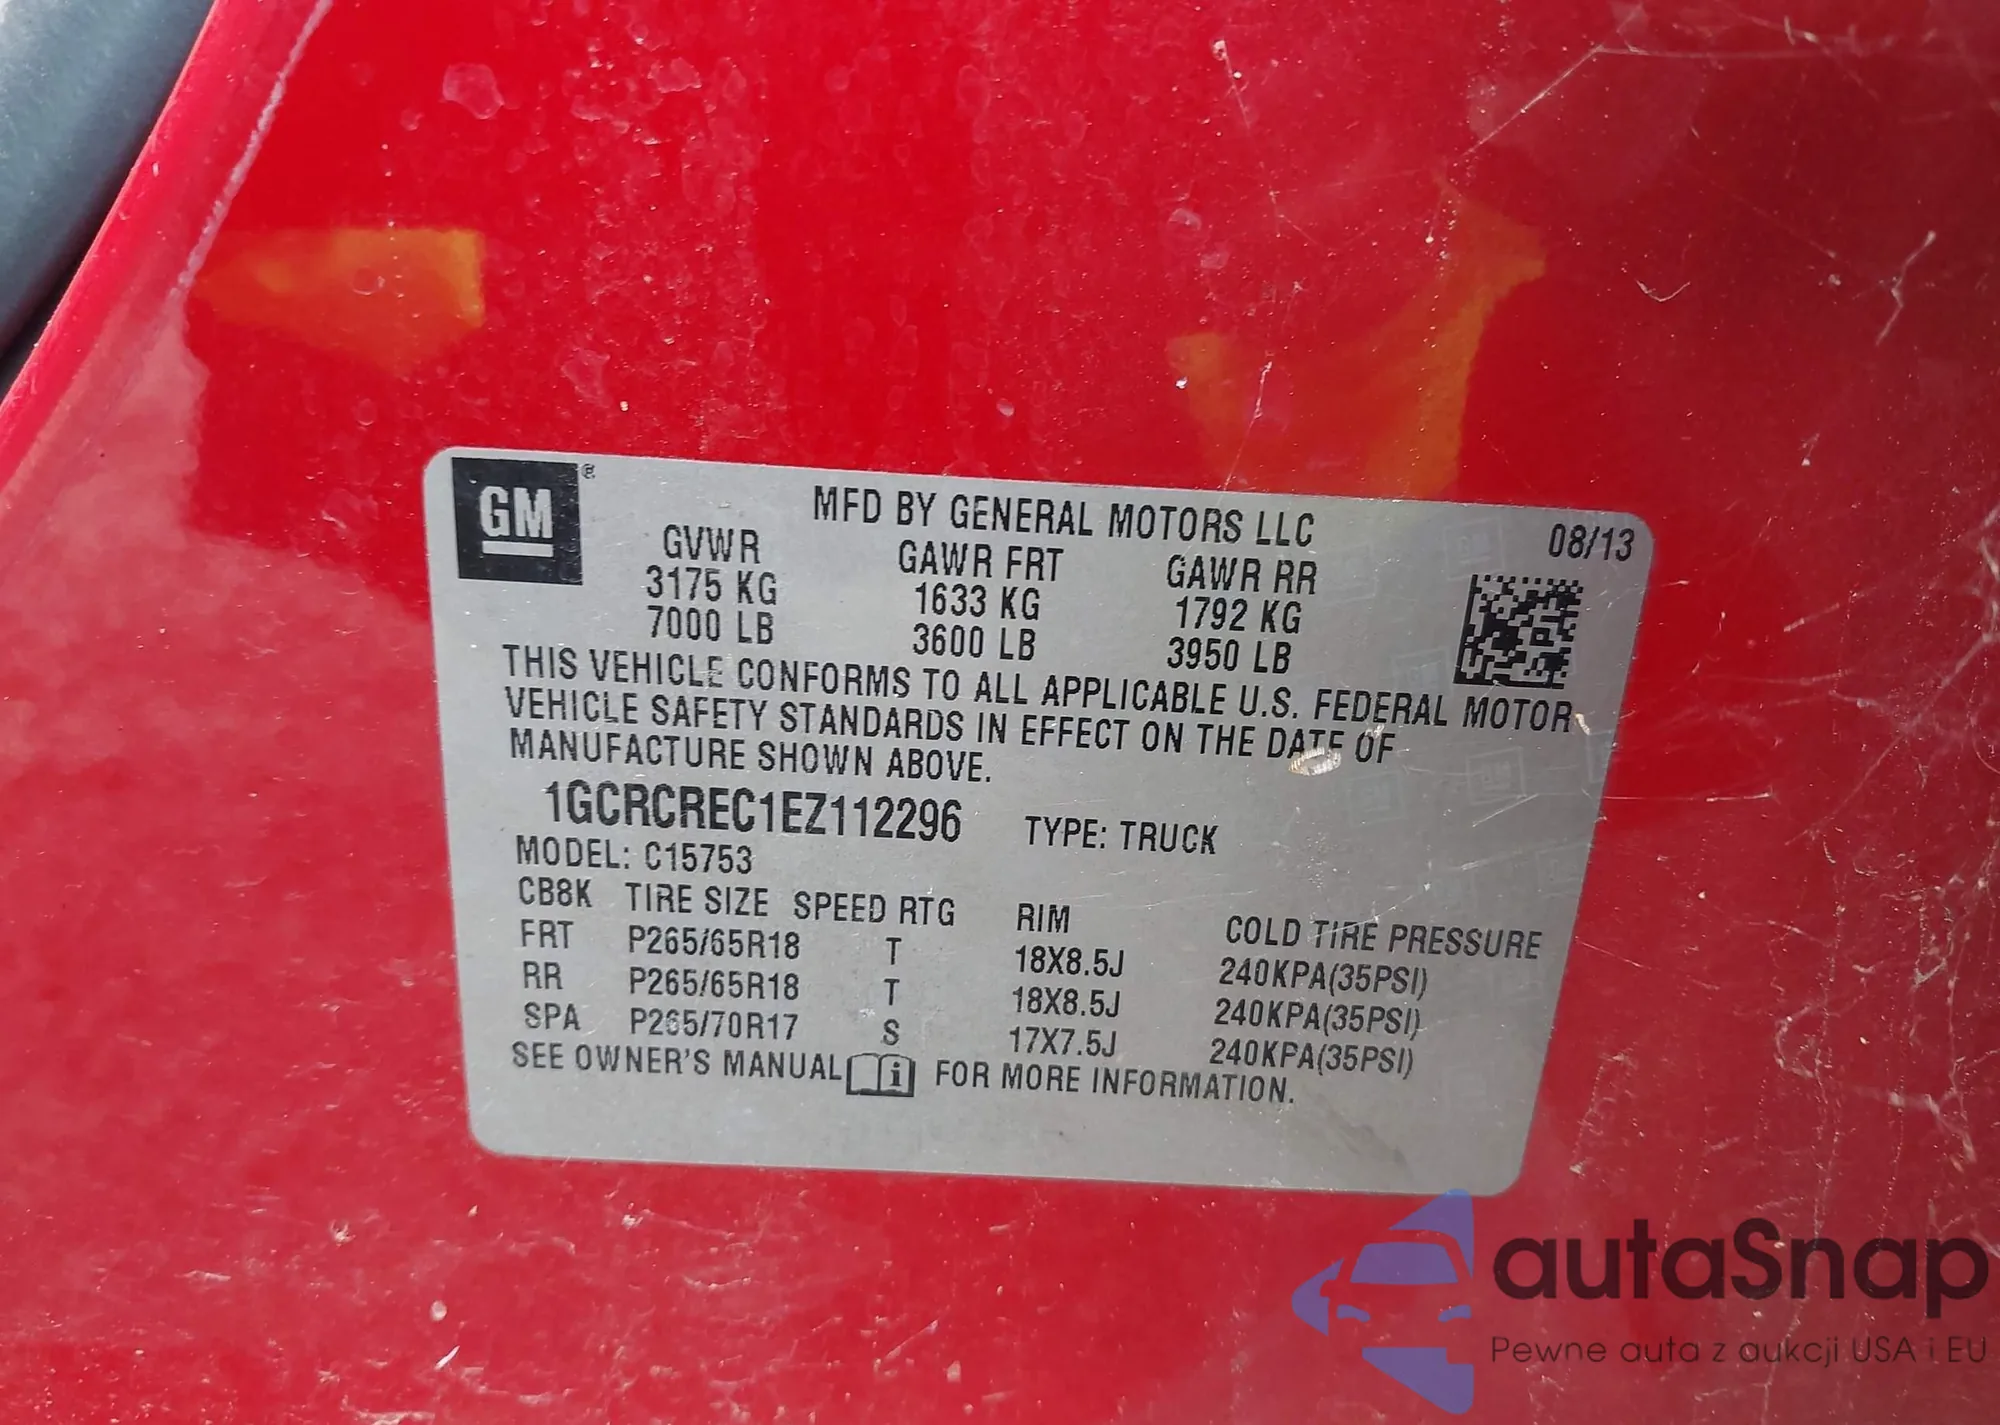 GM®
MFD BY GENERAL MOTORS LLC 08/13
GVWR GAWR FRT GAWR RR
3175 KG 1633 KG 1792 KG
7000 LB 3600 LB 3950 LB
THIS VEHICLE CONFORMS TO ALL APPLICABLE U.S. FEDERAL MOTOR
VEHICLE SAFETY STANDARDS IN EFFECT ON THE DATE OF
MANUFACTURE SHOWN ABOVE.
1GCRCREC1EZ112296 TYPE: TRUCK
MODEL: C15753
CB8K TIRE SIZE SPEED RTG RIM COLD TIRE PRESSURE
FRT P265/65R18 T 18X8.5J 240KPA(35PSI)
RR P265/65R18 T 18X8.5J 240KPA(35PSI)
SPA P265/70R17 S 17X7.5J 240KPA(35PSI)
SEE OWNER'S MANUAL i FOR MORE INFORMATION.
autaSnap
Pewne auta z aukcji USA i EU